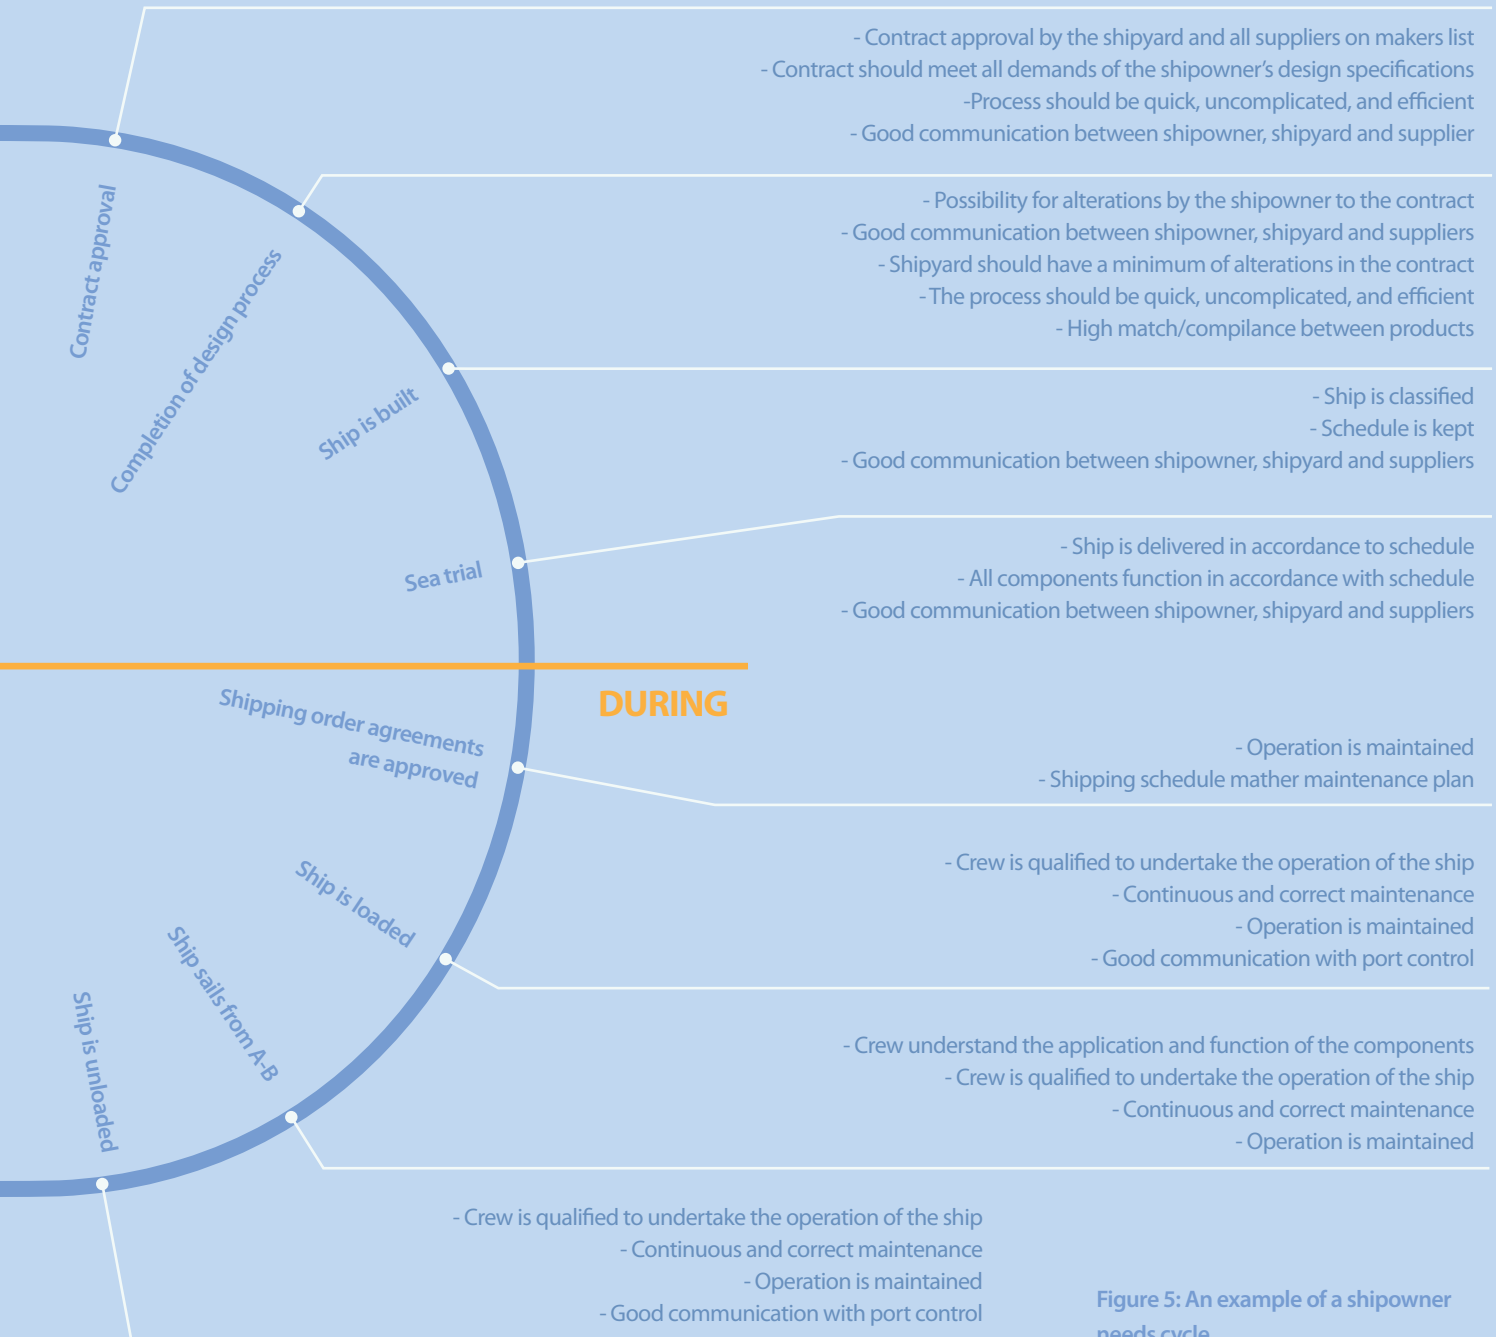 - Contract approval by the shipyard and all suppliers on makers list
- Contract should meet all demands of the shipowner's design specifications
-Process should be quick, uncomplicated, and efficient
- Good communication between shipowner, shipyard and supplier
Contract approval
- Possibility for alterations by the shipowner to the contract
- Good communication between shipowner, shipyard and suppliers
- Shipyard should have a minimum of alterations in the contract
- The process should be quick, uncomplicated, and efficient
- High match/compilance between products
Completion of design process
- Ship is classified
- Schedule is kept
- Good communication between shipowner, shipyard and suppliers
Ship is built
- Ship is delivered in accordance to schedule
- All components function in accordance with schedule
- Good communication between shipowner, shipyard and suppliers
Sea trial
DURING
Shipping order agreements
are approved
- Operation is maintained
- Shipping schedule mather maintenance plan
Ship is loaded
- Crew is qualified to undertake the operation of the ship
- Continuous and correct maintenance
- Operation is maintained
- Good communication with port control
Ship sails from A-B
- Crew understand the application and function of the components
- Crew is qualified to undertake the operation of the ship
- Continuous and correct maintenance
- Operation is maintained
Ship is unloaded
- Crew is qualified to undertake the operation of the ship
- Continuous and correct maintenance
- Operation is maintained
- Good communication with port control
Figure 5: An example of a shipowner
needs cycle